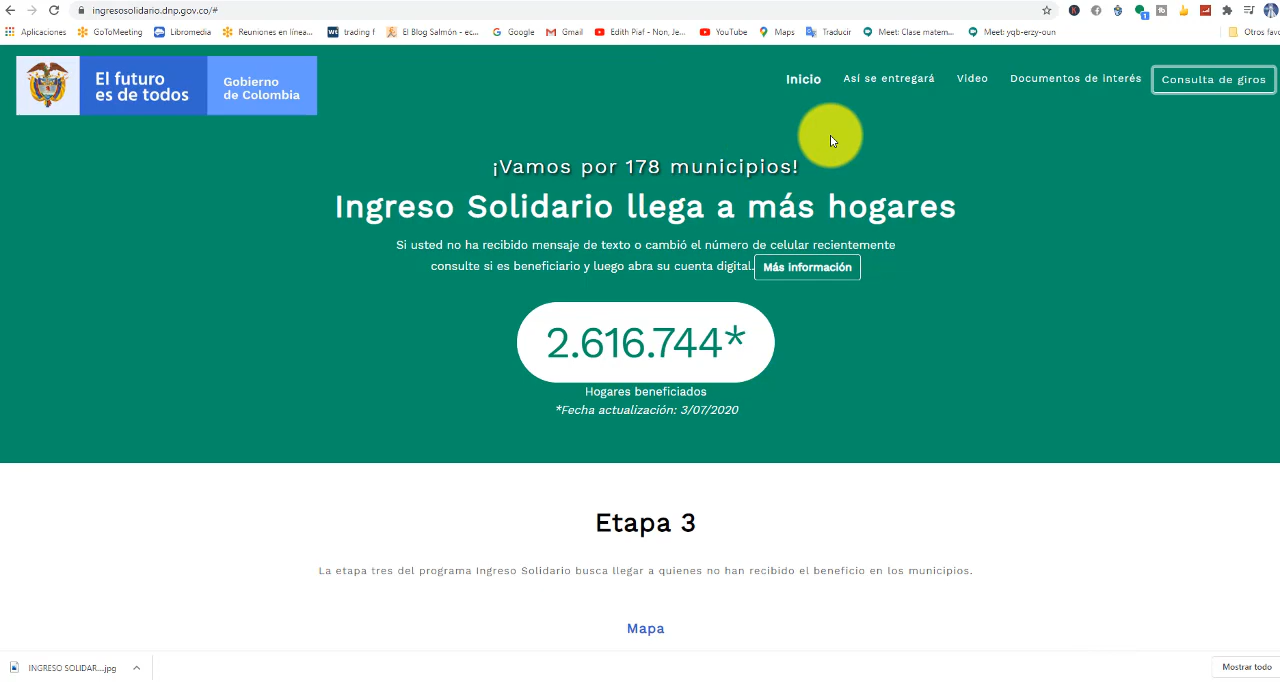 ingresosolidario.dnp.gov.co/#
Aplicaciones
GoToMeeting
Libromedia
Reuniones en línea...
trading f
El Blog Salmón - ec...
Google
Gmail
Edith Piaf - Non, Je...
YouTube
Maps
Traducir
Meet: Clase matem...
Meet: yqb-erzy-oun
Otros favo
El futuro
es de todos
Gobierno
de Colombia
Inicio
Así se entregará
Video
Documentos de interés
Consulta de giros
¡Vamos por 178 municipios!
Ingreso Solidario llega a más hogares
Si usted no ha recibido mensaje de texto o cambió el número de celular recientemente
consulte si es beneficiario y luego abra su cuenta digital. Más información
2.616.744*
Hogares beneficiados
*Fecha actualización: 3/07/2020
Etapa 3
La etapa tres del programa Ingreso Solidario busca llegar a quienes no han recibido el beneficio en los municipios.
Mapa
INGRESO SOLIDAR....jpg
Mostrar todo